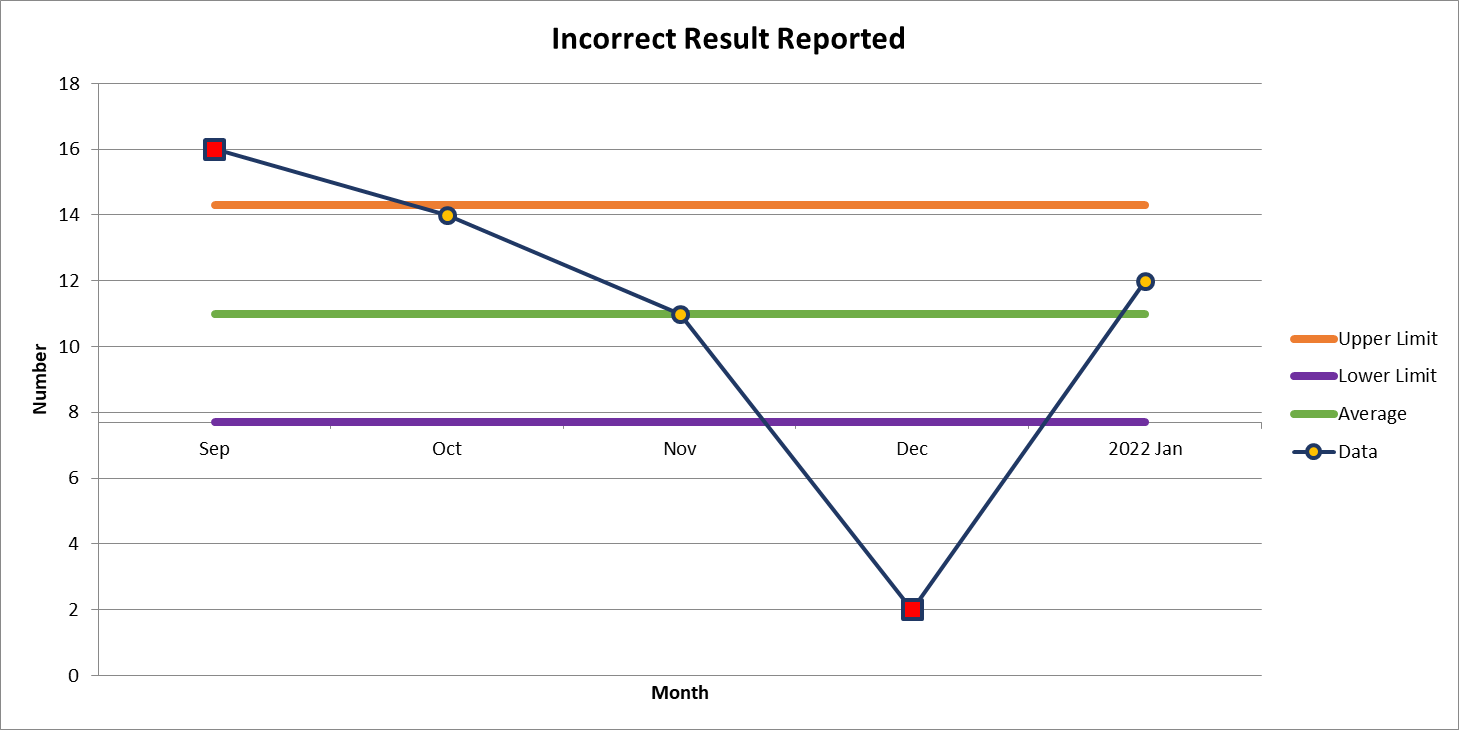 Incorrect Result Reported
18
16
14
12
10
8
6
4
2
0
Number
Sep Oct Nov Dec 2022 Jan
Month
Upper Limit
Lower Limit
Average
Data